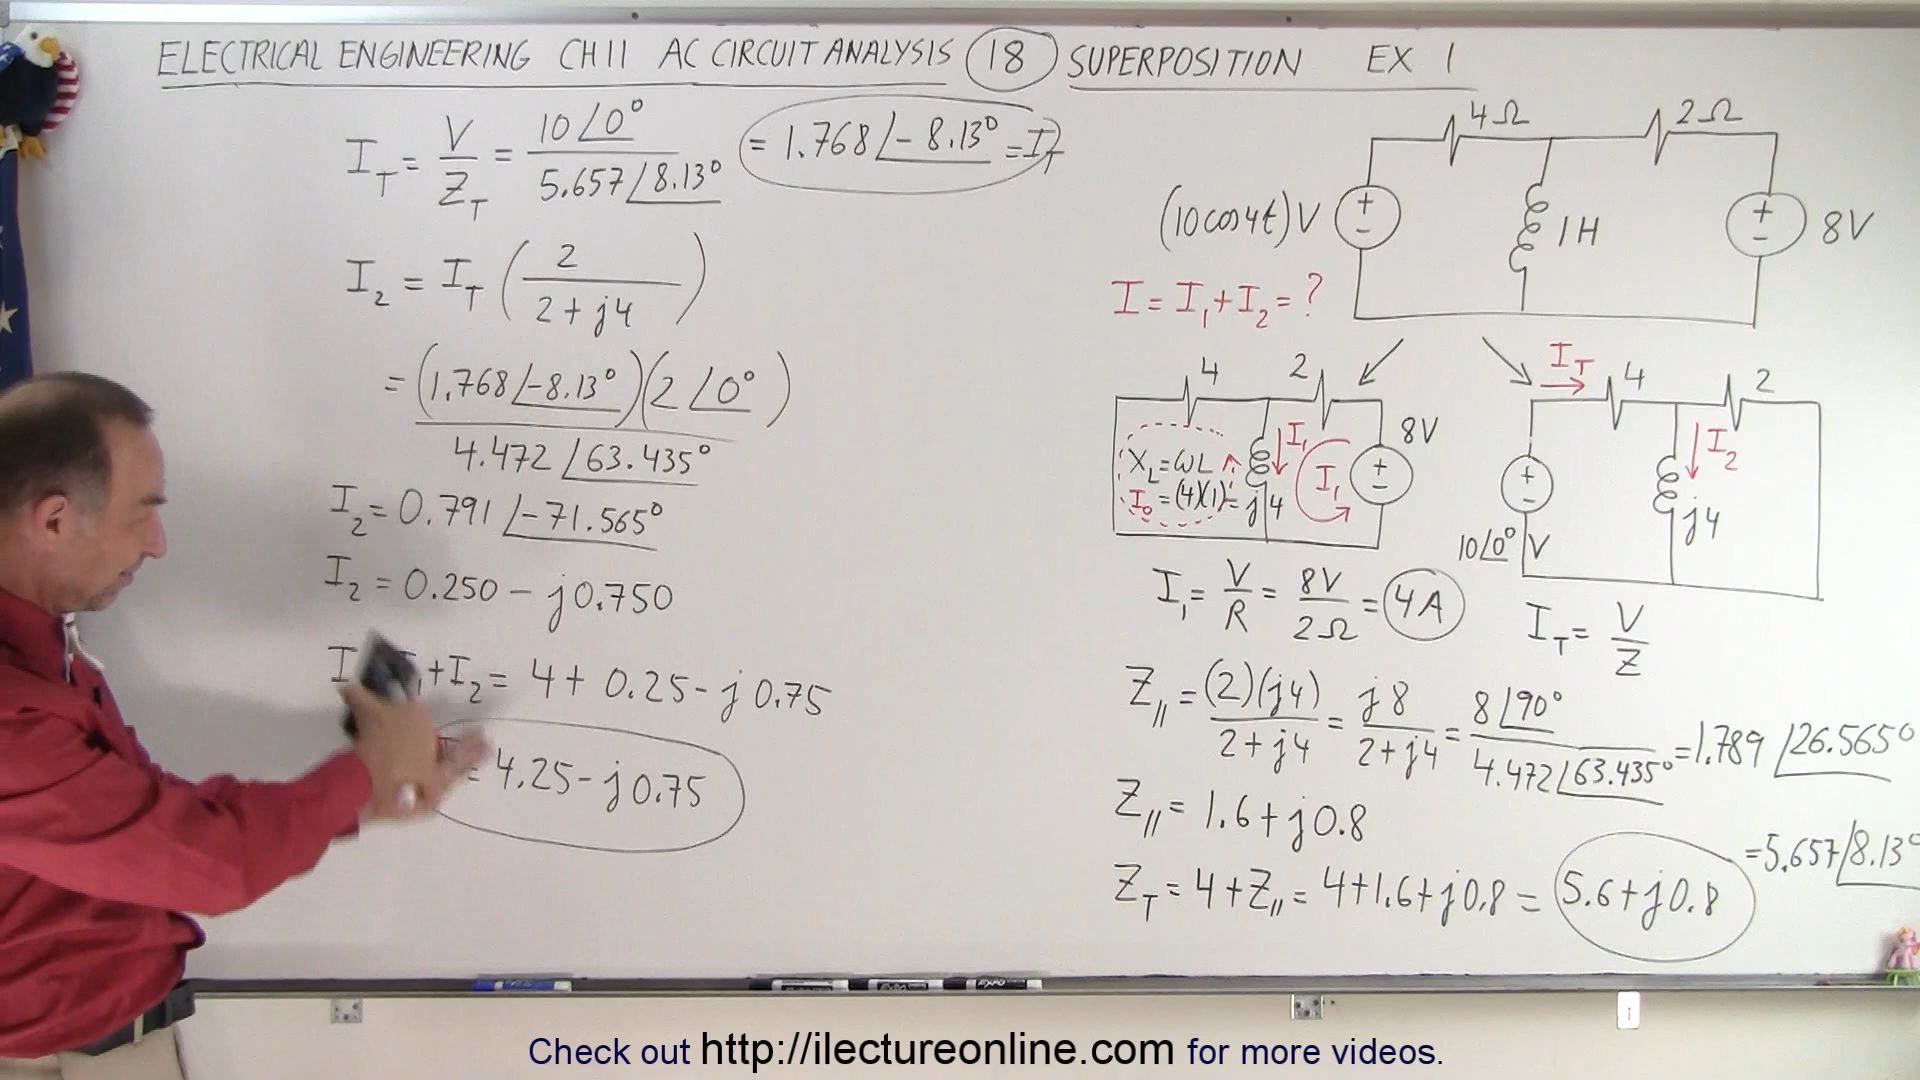 ELECTRICAL ENGINEERING CH 11 AC CIRCUIT ANALYSIS 18 SUPERPOSITION EX 1
I_T = V/Z_T = 10∠0°/5.657∠8.13° = 1.768∠-8.13° = I_T
I_2 = I_T (2/(2+j4))
= (1.768∠-8.13°)(2∠0°)/4.472∠63.435°
I_2 = 0.791∠-71.565°
I_2 = 0.250 - j0.750
+I_2 = 4 + 0.25 - j0.75
= 4.25 - j0.75
4Ω 2Ω
(10cos4t)V + - 1H + - 8V
I = I_1 + I_2 = ?
4 2
8V
X_L = ωL I_1
I_0 = (4)(1) = j4 I_1 + -
I_1 = V/R = 8V/2Ω = 4A
I_T 4 2
+ - I_2
j4
10∠0° V
I_T = V/Z
Z_// = (2)(j4)/(2+j4) = j8/(2+j4) = 8∠90°/4.472∠63.435° = 1.789∠26.565°
Z_// = 1.6 + j0.8
Z_T = 4 + Z_// = 4 + 1.6 + j0.8 = 5.6 + j0.8 = 5.657∠8.13°
Check out http://ilectureonline.com for more videos.